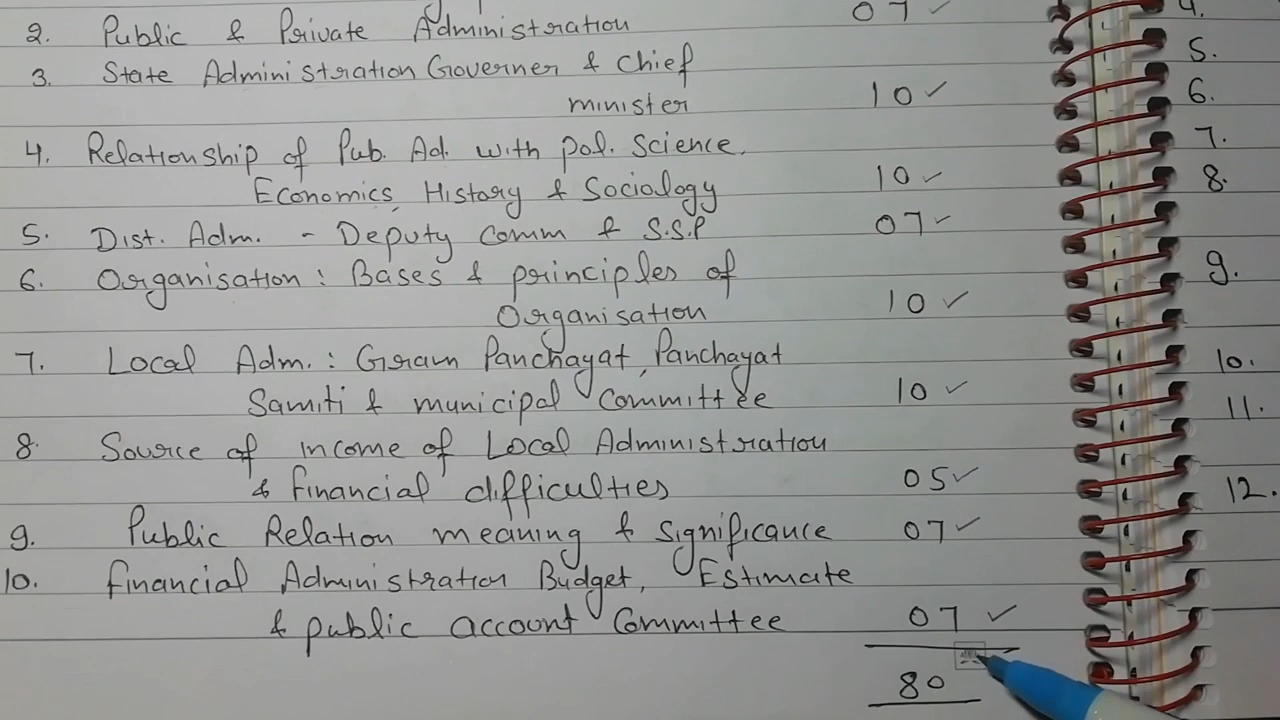 2. Public & Private Administration 07 ✓
3. State Administration Governer & Chief
minister 10 ✓
4. Relationship of Pub. Ad. with pol. Science.
Economics, History & Socialogy 10 ✓
5. Dist. Adm. - Deputy Comm & S.S.P 07 ✓
6. Organisation : Bases & principles of
Organisation 10 ✓
7. Local Adm. : Gram Panchayat, Panchayat
Samiti & municipal Committee 10 ✓
8. Source of income of Local Administration
& financial difficulties 05 ✓
9. Public Relation meaning & significance 07 ✓
10. financial Administration Budget, Estimate
& public account Committee 07 ✓
80
4.
5.
6.
7.
8.
9.
10.
11.
12.